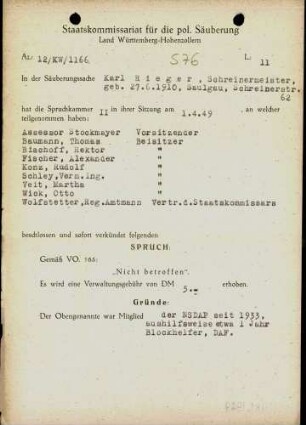 Staatskommissariat für die pol. Säuberung
Land Württemberg-Hohenzollern
Az: 12/KW/1166 S76 L: 11
In der Säuberungssache Karl Rieger, Schreinermeister,
geb. 27.6.1910, Saulgau, Schreinerstr.
62
hat die Spruchkammer II in ihrer Sitzung am 1.4.49 an welcher
teilgenommen haben:
Assessor Stockmayer Vorsitzender
Baumann, Thomas Beisitzer
Bischoff, Rektor "
Fischer, Alexander "
Konz, Rudolf "
Schley, Verm.Ing. "
Veit, Martha "
Wick, Otto "
Wolfstetter, Reg.Amtmann Vertr.d.Staatskommissars
beschlossen und sofort verkündet folgenden
SPRUCH:
Gemäß VO. 165:
"Nicht betroffen".
Es wird eine Verwaltungsgebühr von DM 5.- erhoben.
Gründe:
Der Obengenannte war Mitglied der NSDAP seit 1933,
aushilfsweise etwa 1 Jahr
Blockhelfer, DAF.